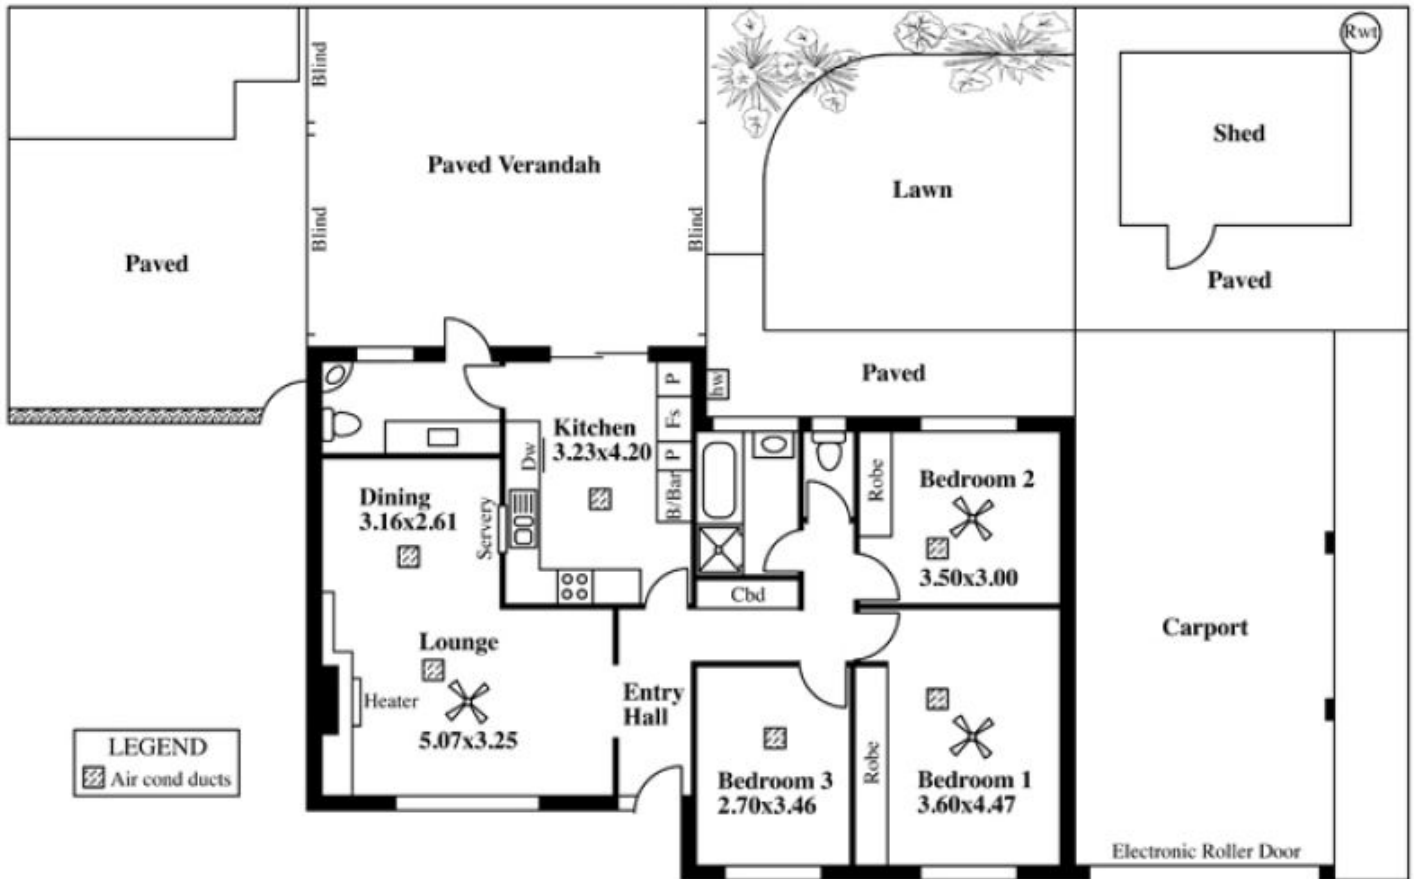 Blind
Rwt
Shed
Paved Verandah
Lawn
Blind
Blind
Paved
Paved
Paved
hw
P
Fs
P
B/Bar
Kitchen
3.23x4.20
Dw
Servery
Dining
3.16x2.61
Robe
Bedroom 2
3.50x3.00
Cbd
Carport
Lounge
Heater
5.07x3.25
Entry
Hall
LEGEND
Air cond ducts
Bedroom 3
2.70x3.46
Robe
Bedroom 1
3.60x4.47
Electronic Roller Door